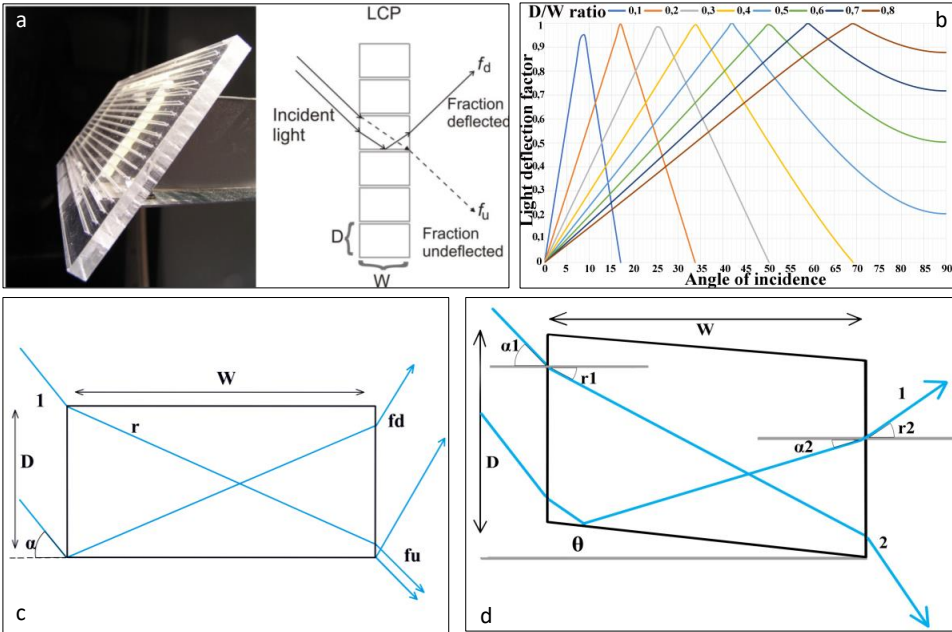 a
LCP
Incident
light
fd
Fraction
deflected
fu
Fraction
undeflected
D
W
D/W ratio 0,1 0,2 0,3 0,4 0,5 0,6 0,7 0,8
b
Light deflection factor
1
0,9
0,8
0,7
0,6
0,5
0,4
0,3
0,2
0,1
0
0 5 10 15 20 25 30 35 40 45 50 55 60 65 70 75 80 85 90
Angle of incidence
W
1
r
fd
D
α
fu
c
W
α1
r1
1
r2
α2
D
θ
2
d